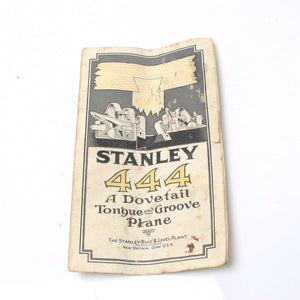 STANLEY
444
A Dovetail
Tongue and Groove
Plane
THE STANLEY RULE & LEVEL PLANT.
NEW BRITAIN, CONN. U.S.A.